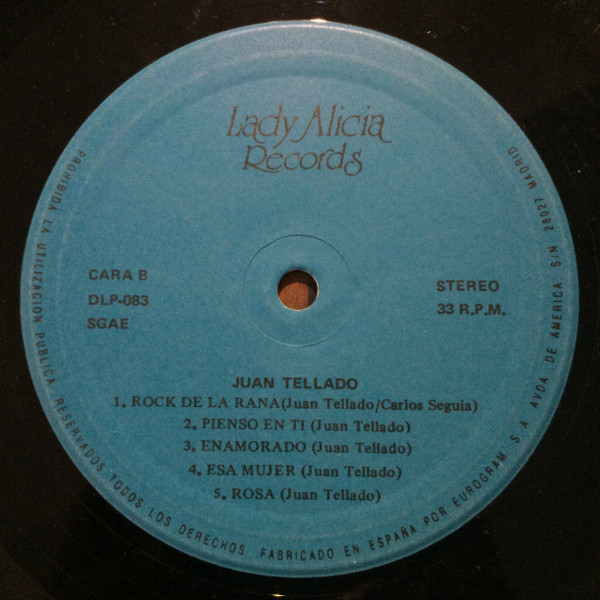 Lady Alicia
Records
CARA B
DLP-083
SGAE
STEREO
33 R.P.M.
JUAN TELLADO
1. ROCK DE LA RANA(Juan Tellado/Carlos Seguia)
2. PIENSO EN TI (Juan Tellado)
3. ENAMORADO (Juan Tellado)
4. ESA MUJER (Juan Tellado)
5. ROSA (Juan Tellado)
PROHIBIDA LA UTILIZACION PUBLICA RESERVADOS TODOS LOS DERECHOS. FABRICADO EN ESPAÑA POR EUROGRAM S.A. AVDA. DE AMERICA S/N 28027 MADRID